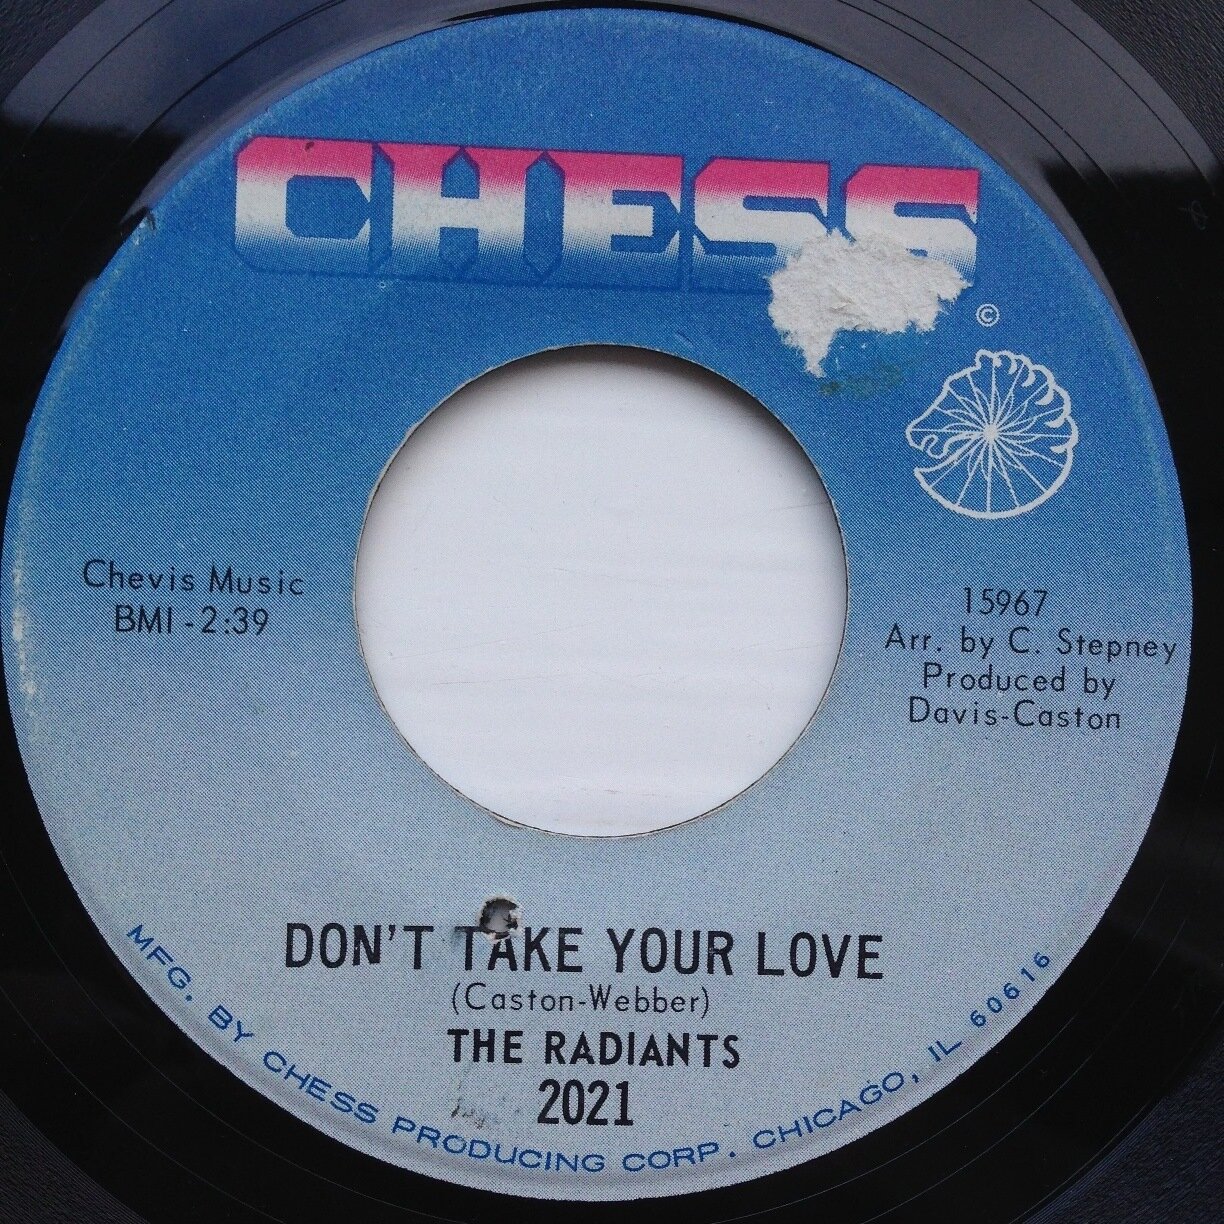 CHESS
©
Chevis Music
BMI - 2:39
15967
Arr. by C. Stepney
Produced by
Davis-Caston
DON'T TAKE YOUR LOVE
(Caston-Webber)
THE RADIANTS
2021
MFG. BY CHESS PRODUCING CORP. CHICAGO, IL 60616